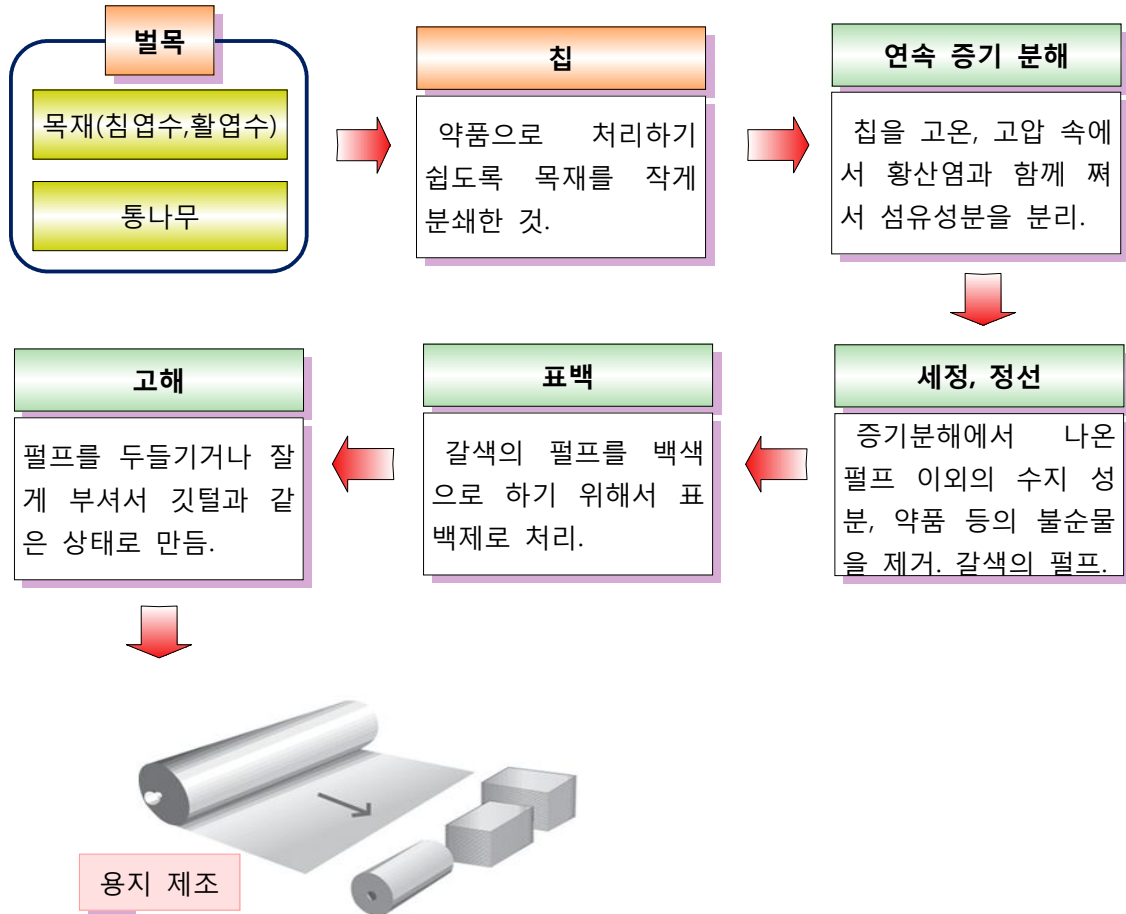 벌목
목재(침엽수,활엽수)
통나무
칩
약품으로 처리하기
쉽도록 목재를 작게
분쇄한 것.
연속 증기 분해
칩을 고온, 고압 속에
서 황산염과 함께 쪄
서 섬유성분을 분리.
세정, 정선
증기분해에서 나온
펄프 이외의 수지 성
분, 약품 등의 불순물
을 제거. 갈색의 펄프.
표백
갈색의 펄프를 백색
으로 하기 위해서 표
백제로 처리.
고해
펄프를 두들기거나 잘
게 부셔서 깃털과 같
은 상태로 만듬.
용지 제조